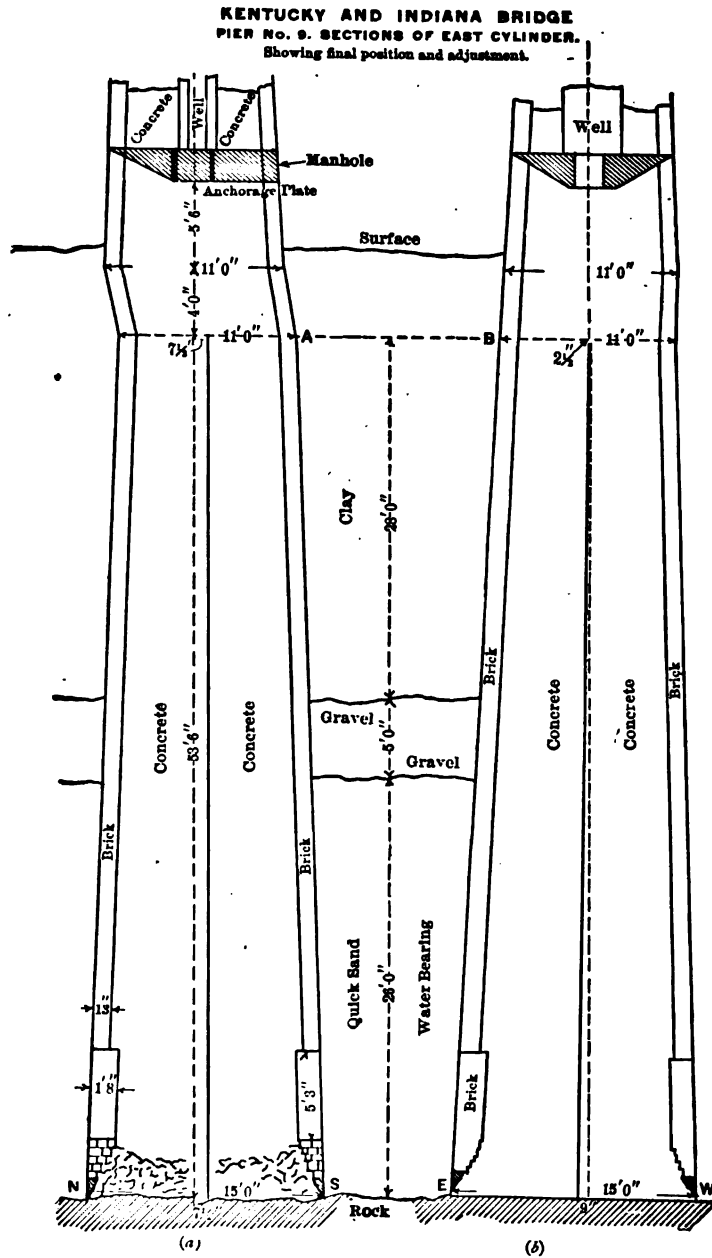 KENTUCKY AND INDIANA BRIDGE
PIER No. 9. SECTIONS OF EAST CYLINDER.
Showing final position and adjustment.
Concrete
Well
Concrete
Well
Manhole
Anchorage Plate
5'6"
Surface
11'0"
11'0"
4'0"
7½"
11'0"
A
B
2½"
11'0"
Clay
28'0"
Brick
Brick
Concrete
53'6"
Concrete
Gravel
5'0"
Gravel
Concrete
Concrete
Brick
Brick
Quick Sand
26'0"
Water Bearing
13"
1'8"
5'3"
Brick
N
15'0"
S
E
15'0"
W
Rock
9"
(a)
(b)